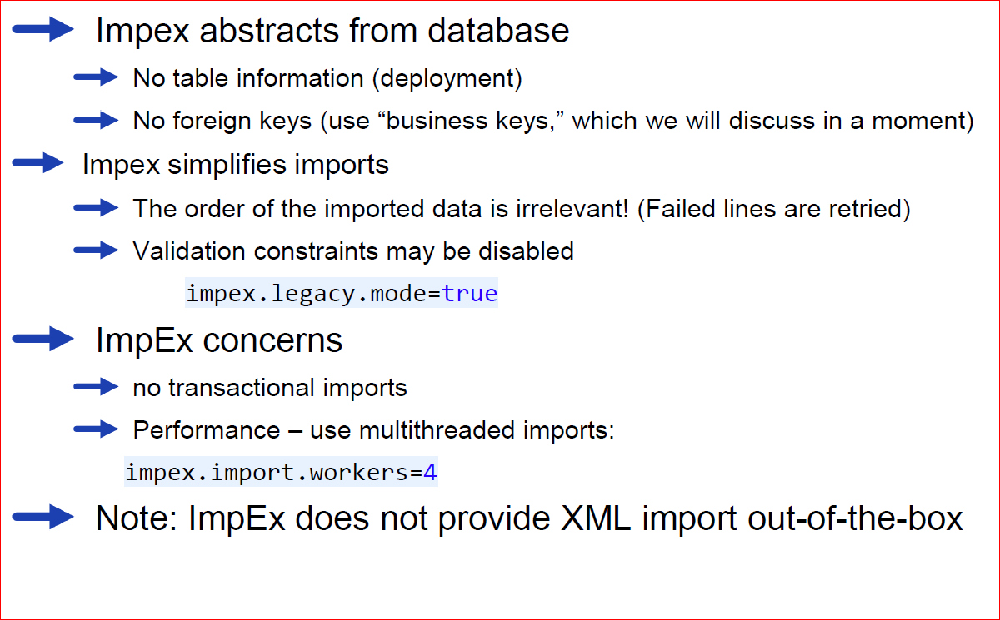 Impex abstracts from database
No table information (deployment)
No foreign keys (use “business keys,” which we will discuss in a moment)
Impex simplifies imports
The order of the imported data is irrelevant! (Failed lines are retried)
Validation constraints may be disabled
impex.legacy.mode=true
ImpEx concerns
no transactional imports
Performance – use multithreaded imports:
impex.import.workers=4
Note: ImpEx does not provide XML import out-of-the-box